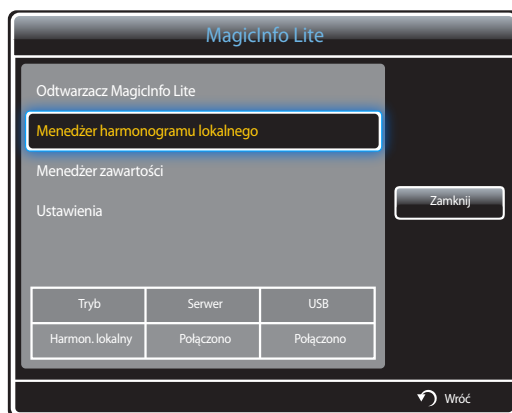 MagicInfo Lite
Odtwarzacz MagicInfo Lite
Menedżer harmonogramu lokalnego
Menedżer zawartości
Ustawienia
Zamknij
Tryb Serwer USB
Harmon. lokalny Połączono Połączono
Wróć